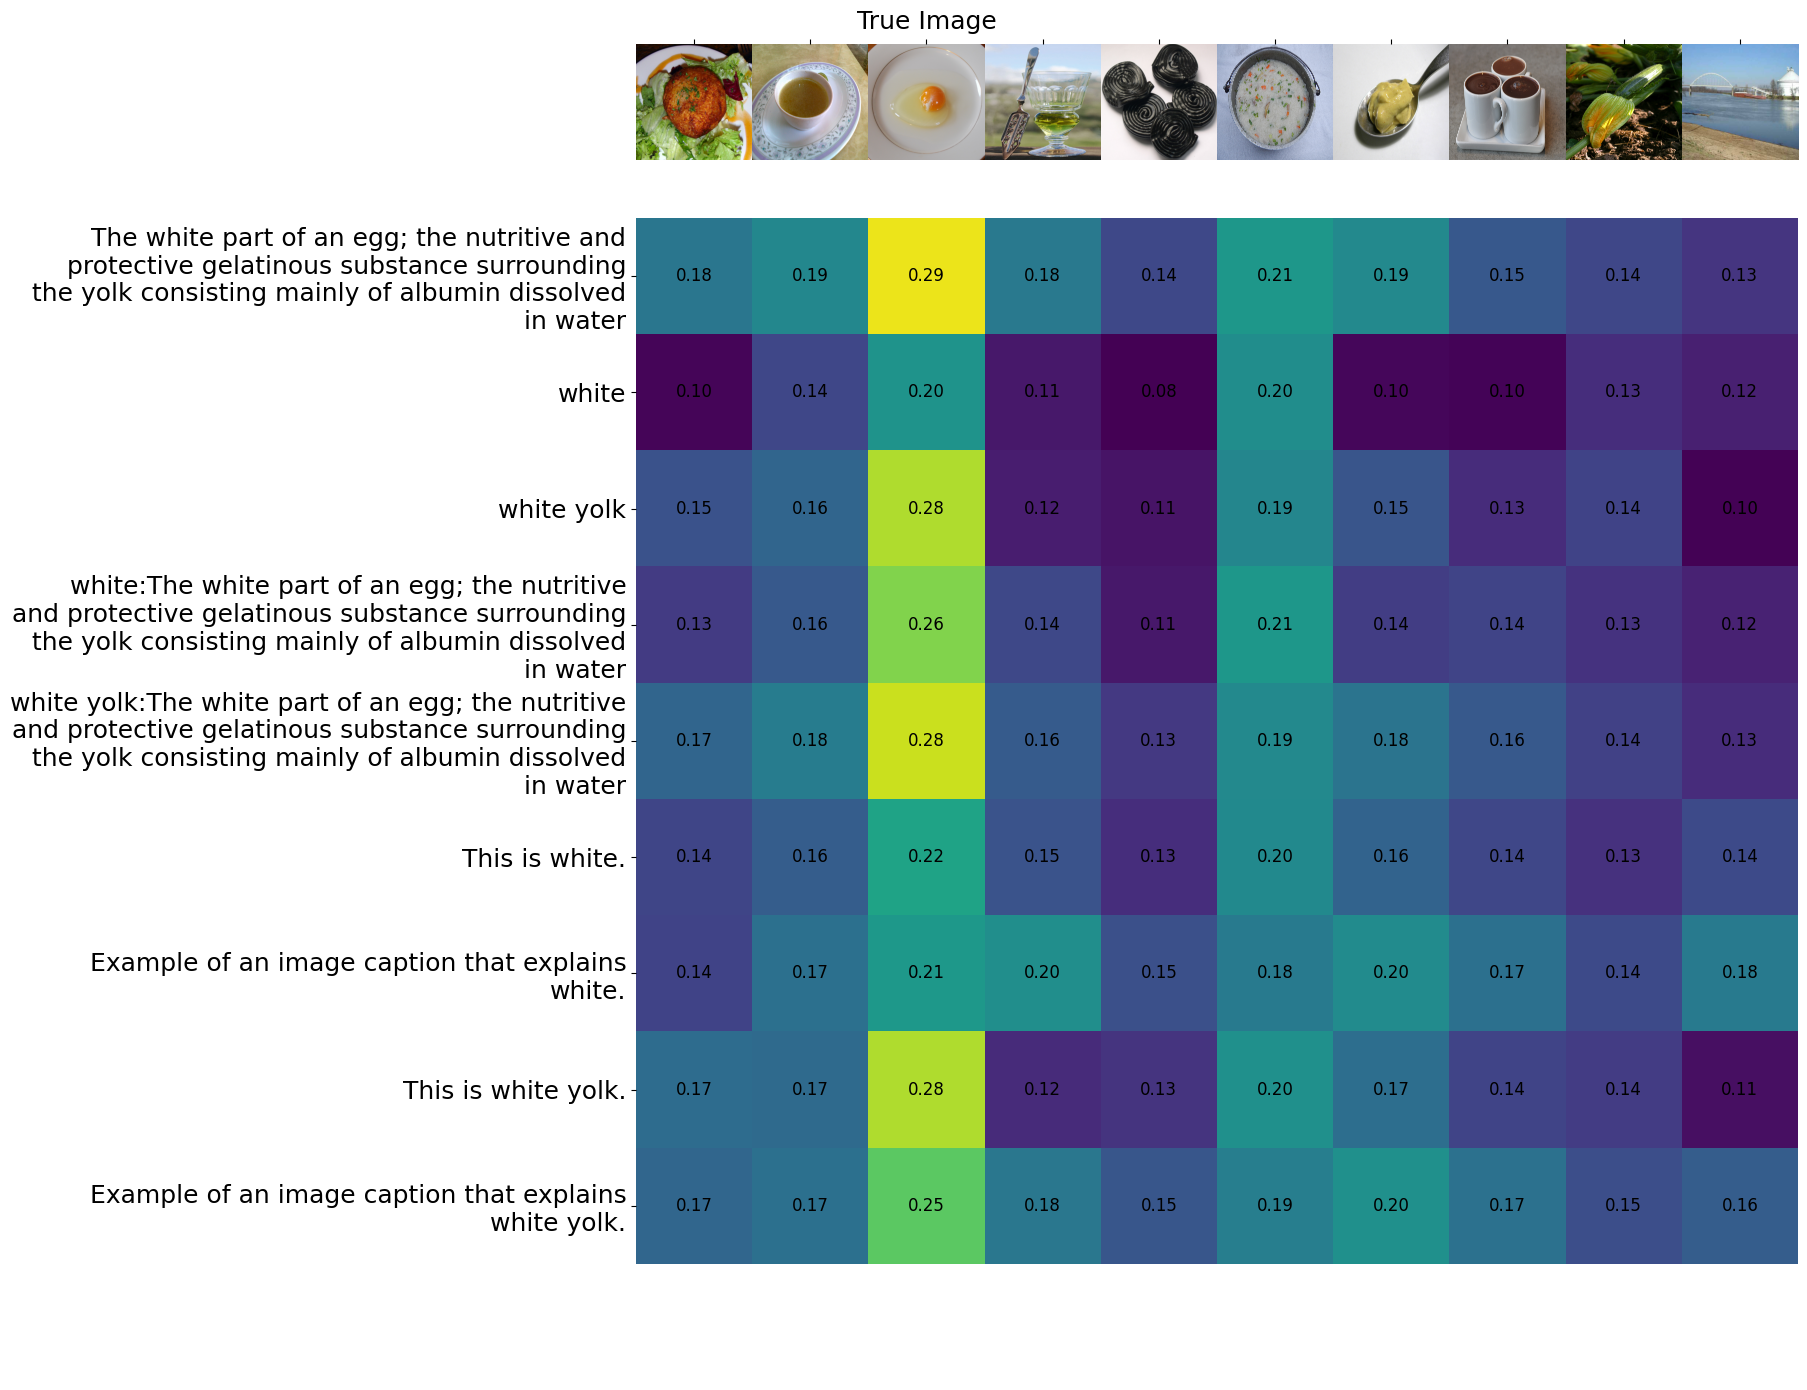 True Image
The white part of an egg; the nutritive and
protective gelatinous substance surrounding
the yolk consisting mainly of albumin dissolved
in water
0.18 0.19 0.29 0.18 0.14 0.21 0.19 0.15 0.14 0.13
white
0.10 0.14 0.20 0.11 0.08 0.20 0.10 0.10 0.13 0.12
white yolk
0.15 0.16 0.28 0.12 0.11 0.19 0.15 0.13 0.14 0.10
white:The white part of an egg; the nutritive
and protective gelatinous substance surrounding
the yolk consisting mainly of albumin dissolved
in water
0.13 0.16 0.26 0.14 0.11 0.21 0.14 0.14 0.13 0.12
white yolk:The white part of an egg; the nutritive
and protective gelatinous substance surrounding
the yolk consisting mainly of albumin dissolved
in water
0.17 0.18 0.28 0.16 0.13 0.19 0.18 0.16 0.14 0.13
This is white.
0.14 0.16 0.22 0.15 0.13 0.20 0.16 0.14 0.13 0.14
Example of an image caption that explains
white.
0.14 0.17 0.21 0.20 0.15 0.18 0.20 0.17 0.14 0.18
This is white yolk.
0.17 0.17 0.28 0.12 0.13 0.20 0.17 0.14 0.14 0.11
Example of an image caption that explains
white yolk.
0.17 0.17 0.25 0.18 0.15 0.19 0.20 0.17 0.15 0.16